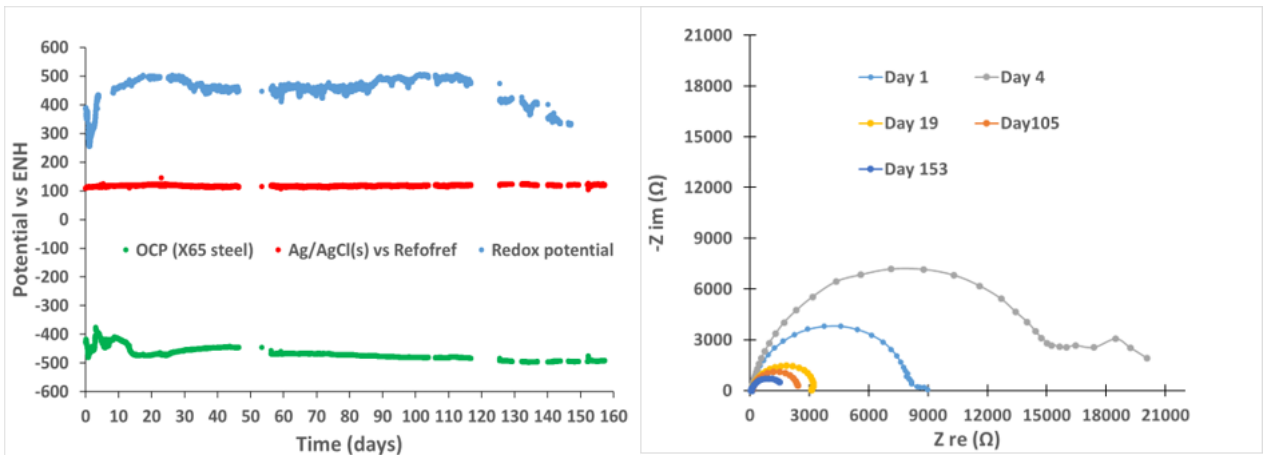 600
500
400
300
200
100
0
-100
-200
-300
-400
-500
-600
Potential vs ENH
OCP (X65 steel) Ag/AgCl(s) vs Refofref Redox potential
0 10 20 30 40 50 60 70 80 90 100 110 120 130 140 150 160
Time (days)
21000
18000
15000
12000
9000
6000
3000
0
-Z im (Ω)
Day 1 Day 4
Day 19 Day105
Day 153
0 3000 6000 9000 12000 15000 18000 21000
Z re (Ω)